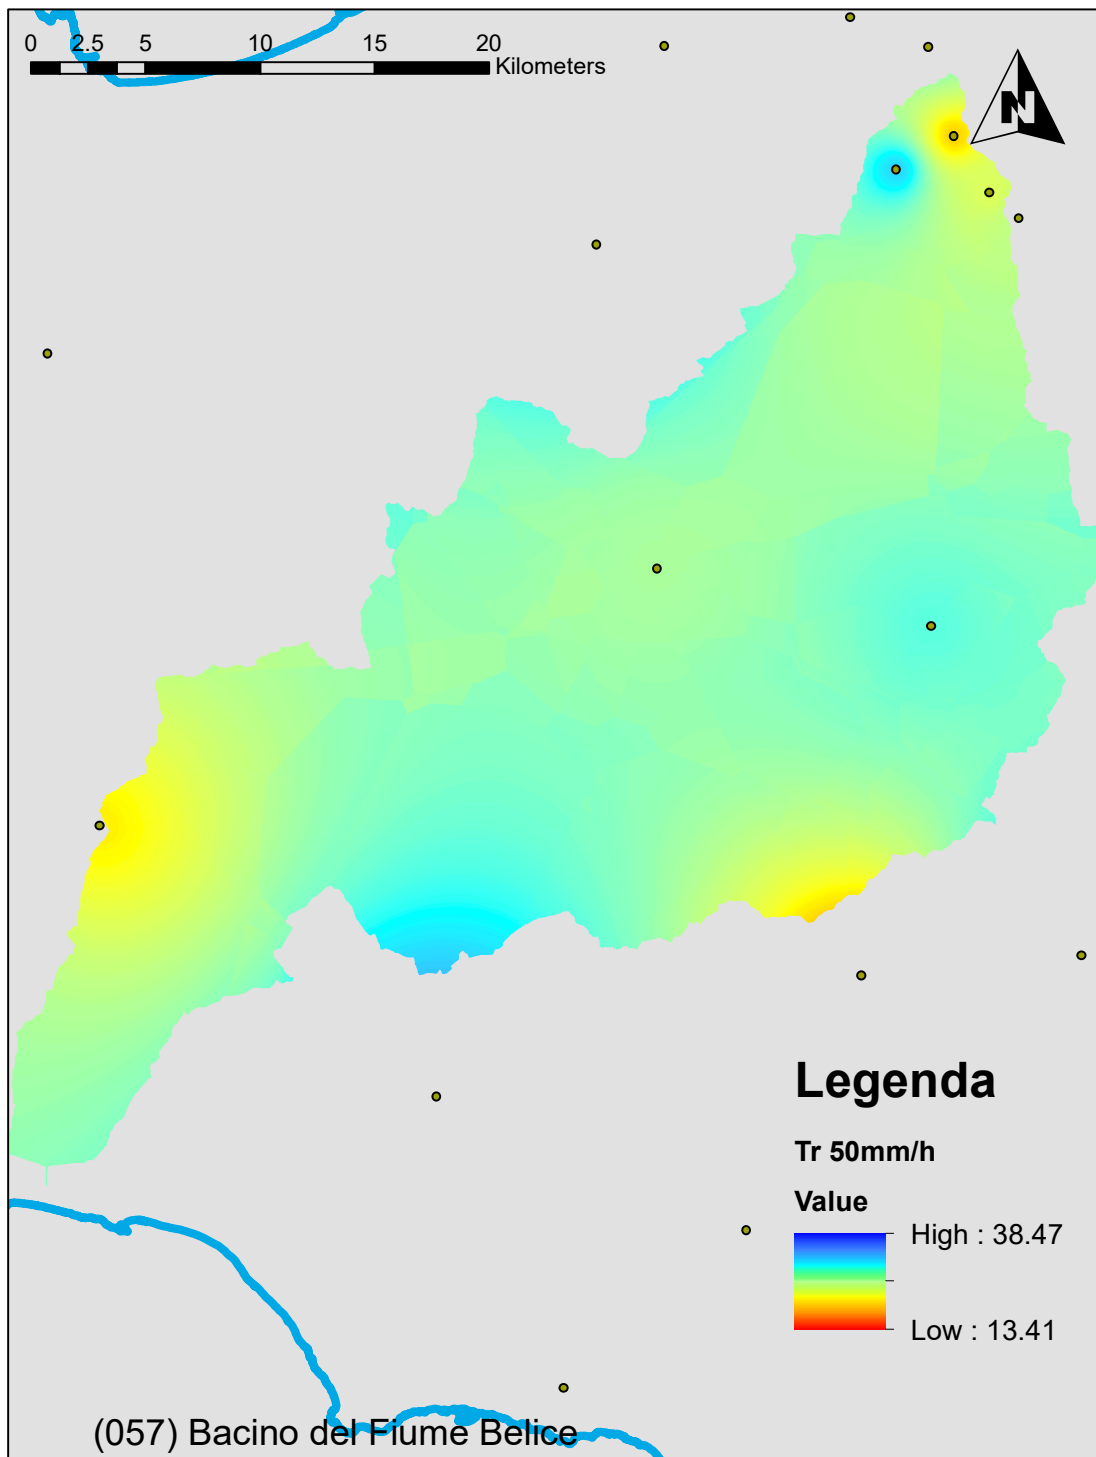 0 2.5 5 10 15 20
Kilometers
N
Legenda
Tr 50mm/h
Value
High : 38.47
Low : 13.41
(057) Bacino del Fiume Belice